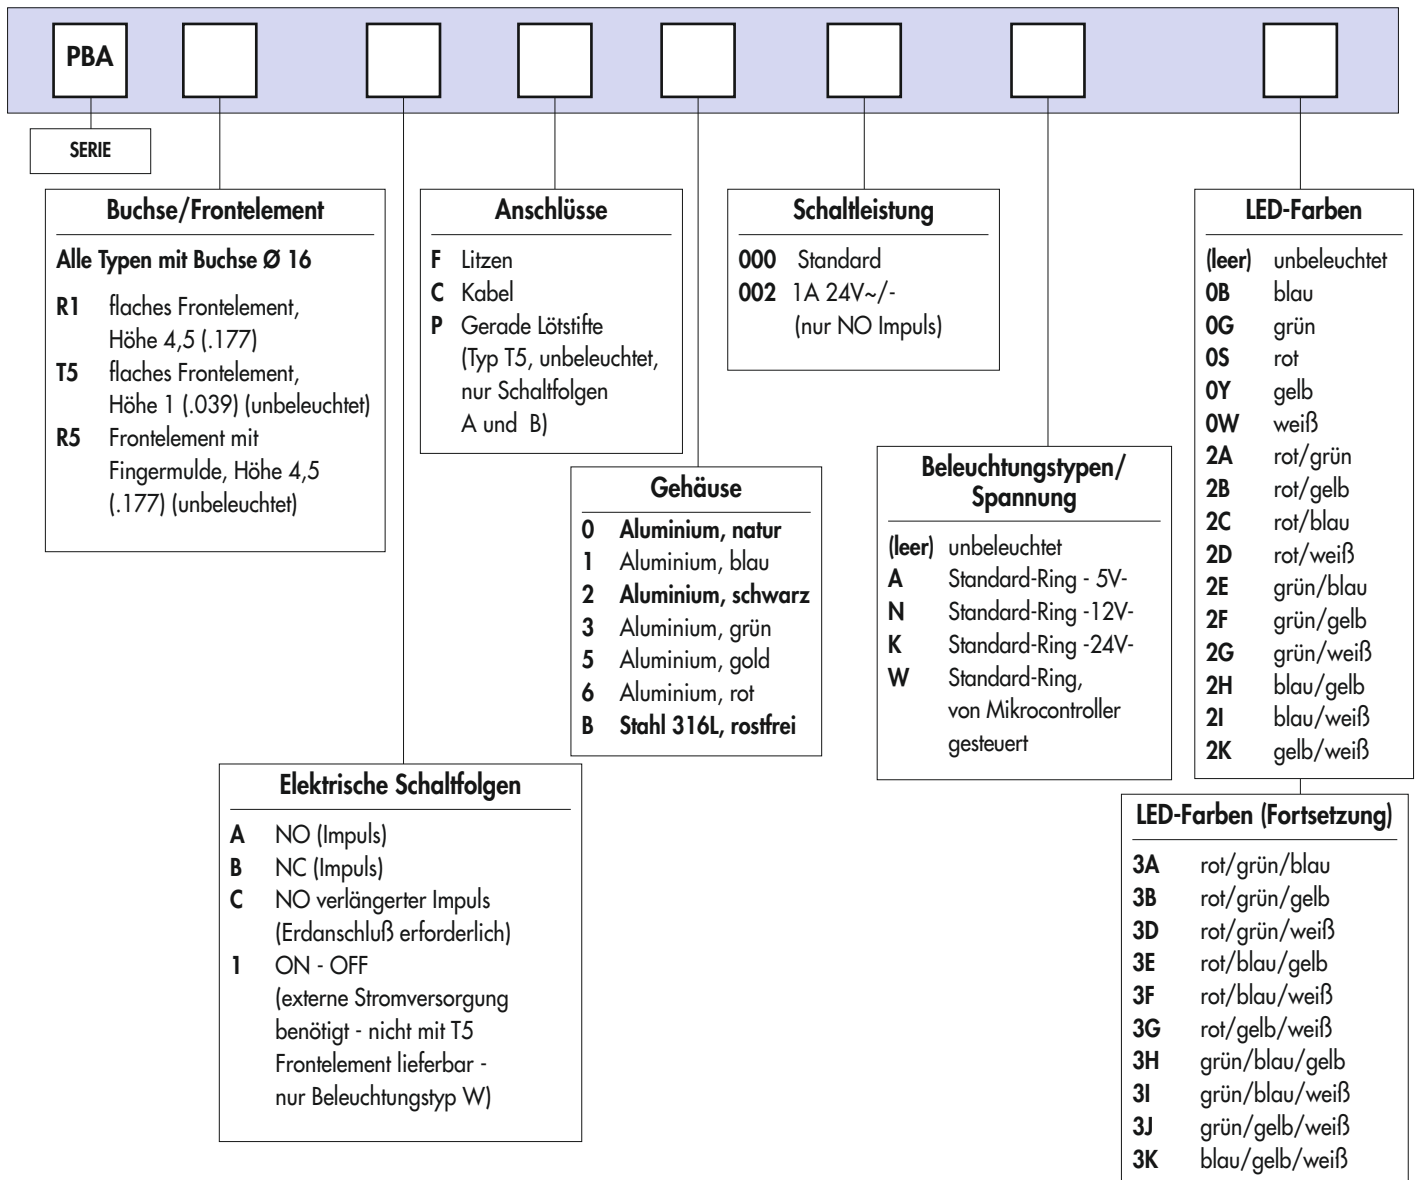 PBA
SERIE
Buchse/Frontelement
Alle Typen mit Buchse Ø 16
R1 flaches Frontelement,
Höhe 4,5 (.177)
T5 flaches Frontelement,
Höhe 1 (.039) (unbeleuchtet)
R5 Frontelement mit
Fingermulde, Höhe 4,5
(.177) (unbeleuchtet)
Elektrische Schaltfolgen
A NO (Impuls)
B NC (Impuls)
C NO verlängerter Impuls
(Erdanschluß erforderlich)
1 ON - OFF
(externe Stromversorgung
benötigt - nicht mit T5
Frontelement lieferbar -
nur Beleuchtungstyp W)
Anschlüsse
F Litzen
C Kabel
P Gerade Lötstifte
(Typ T5, unbeleuchtet,
nur Schaltfolgen
A und B)
Gehäuse
0 Aluminium, natur
1 Aluminium, blau
2 Aluminium, schwarz
3 Aluminium, grün
5 Aluminium, gold
6 Aluminium, rot
B Stahl 316L, rostfrei
Schaltleistung
000 Standard
002 1A 24V~/-
(nur NO Impuls)
Beleuchtungstypen/
Spannung
(leer) unbeleuchtet
A Standard-Ring - 5V-
N Standard-Ring -12V-
K Standard-Ring -24V-
W Standard-Ring,
von Mikrocontroller
gesteuert
LED-Farben
(leer) unbeleuchtet
0B blau
0G grün
0S rot
0Y gelb
0W weiß
2A rot/grün
2B rot/gelb
2C rot/blau
2D rot/weiß
2E grün/blau
2F grün/gelb
2G grün/weiß
2H blau/gelb
2I blau/weiß
2K gelb/weiß
LED-Farben (Fortsetzung)
3A rot/grün/blau
3B rot/grün/gelb
3D rot/grün/weiß
3E rot/blau/gelb
3F rot/blau/weiß
3G rot/gelb/weiß
3H grün/blau/gelb
3I grün/blau/weiß
3J grün/gelb/weiß
3K blau/gelb/weiß